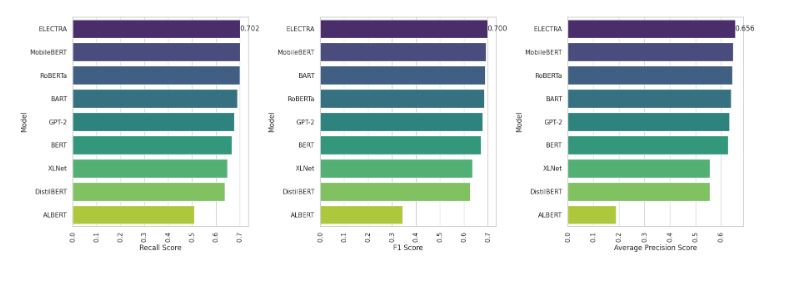 ELECTRA
MobileBERT
RoBERTa
BART
GPT-2
BERT
XLNet
DistilBERT
ALBERT
Model
0.702
0.0 0.1 0.2 0.3 0.4 0.5 0.6 0.7
Recall Score
ELECTRA
MobileBERT
BART
RoBERTa
GPT-2
BERT
XLNet
DistilBERT
ALBERT
Model
0.700
0.0 0.1 0.2 0.3 0.4 0.5 0.6 0.7
F1 Score
ELECTRA
MobileBERT
RoBERTa
BART
GPT-2
BERT
XLNet
DistilBERT
ALBERT
Model
0.656
0.0 0.1 0.2 0.3 0.4 0.5 0.6
Average Precision Score